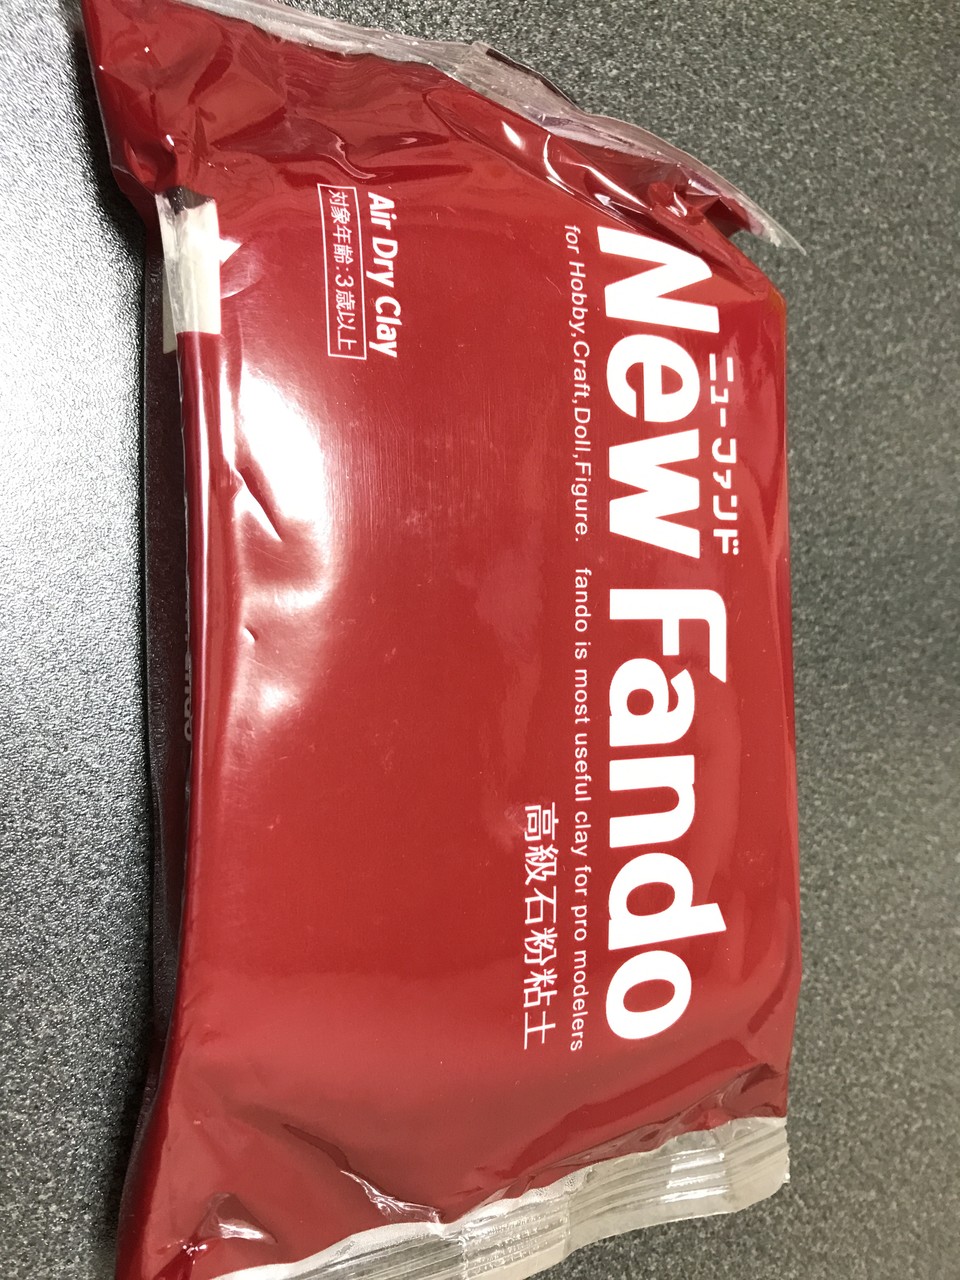 ニューファンド
New Fando
for Hobby,Craft,Doll,Figure. fando is most useful clay for pro modelers
高級石粉粘土
Air Dry Clay
対象年齢:3歳以上